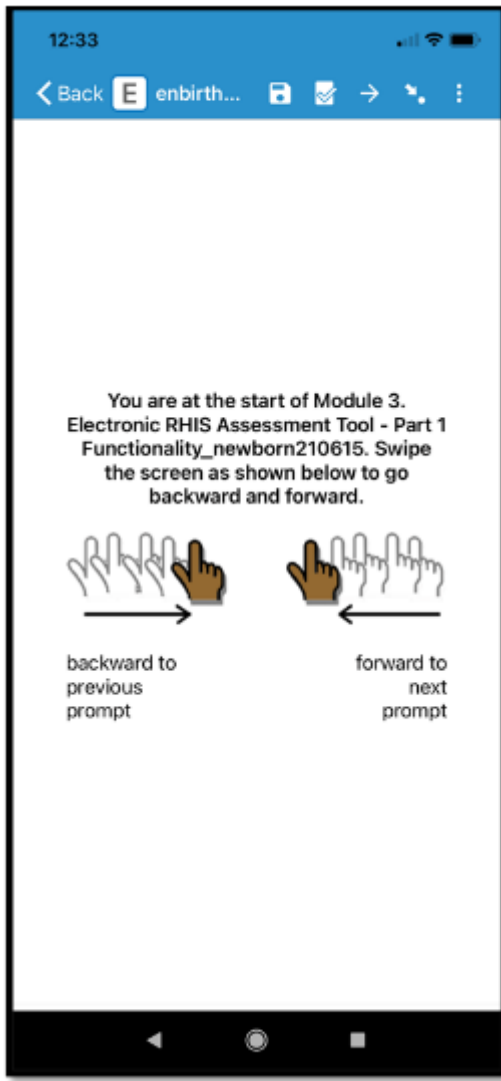 12:33
Back E enbirth...
You are at the start of Module 3.
Electronic RHIS Assessment Tool - Part 1
Functionality_newborn210615. Swipe
the screen as shown below to go
backward and forward.
backward to
previous
prompt
forward to
next
prompt